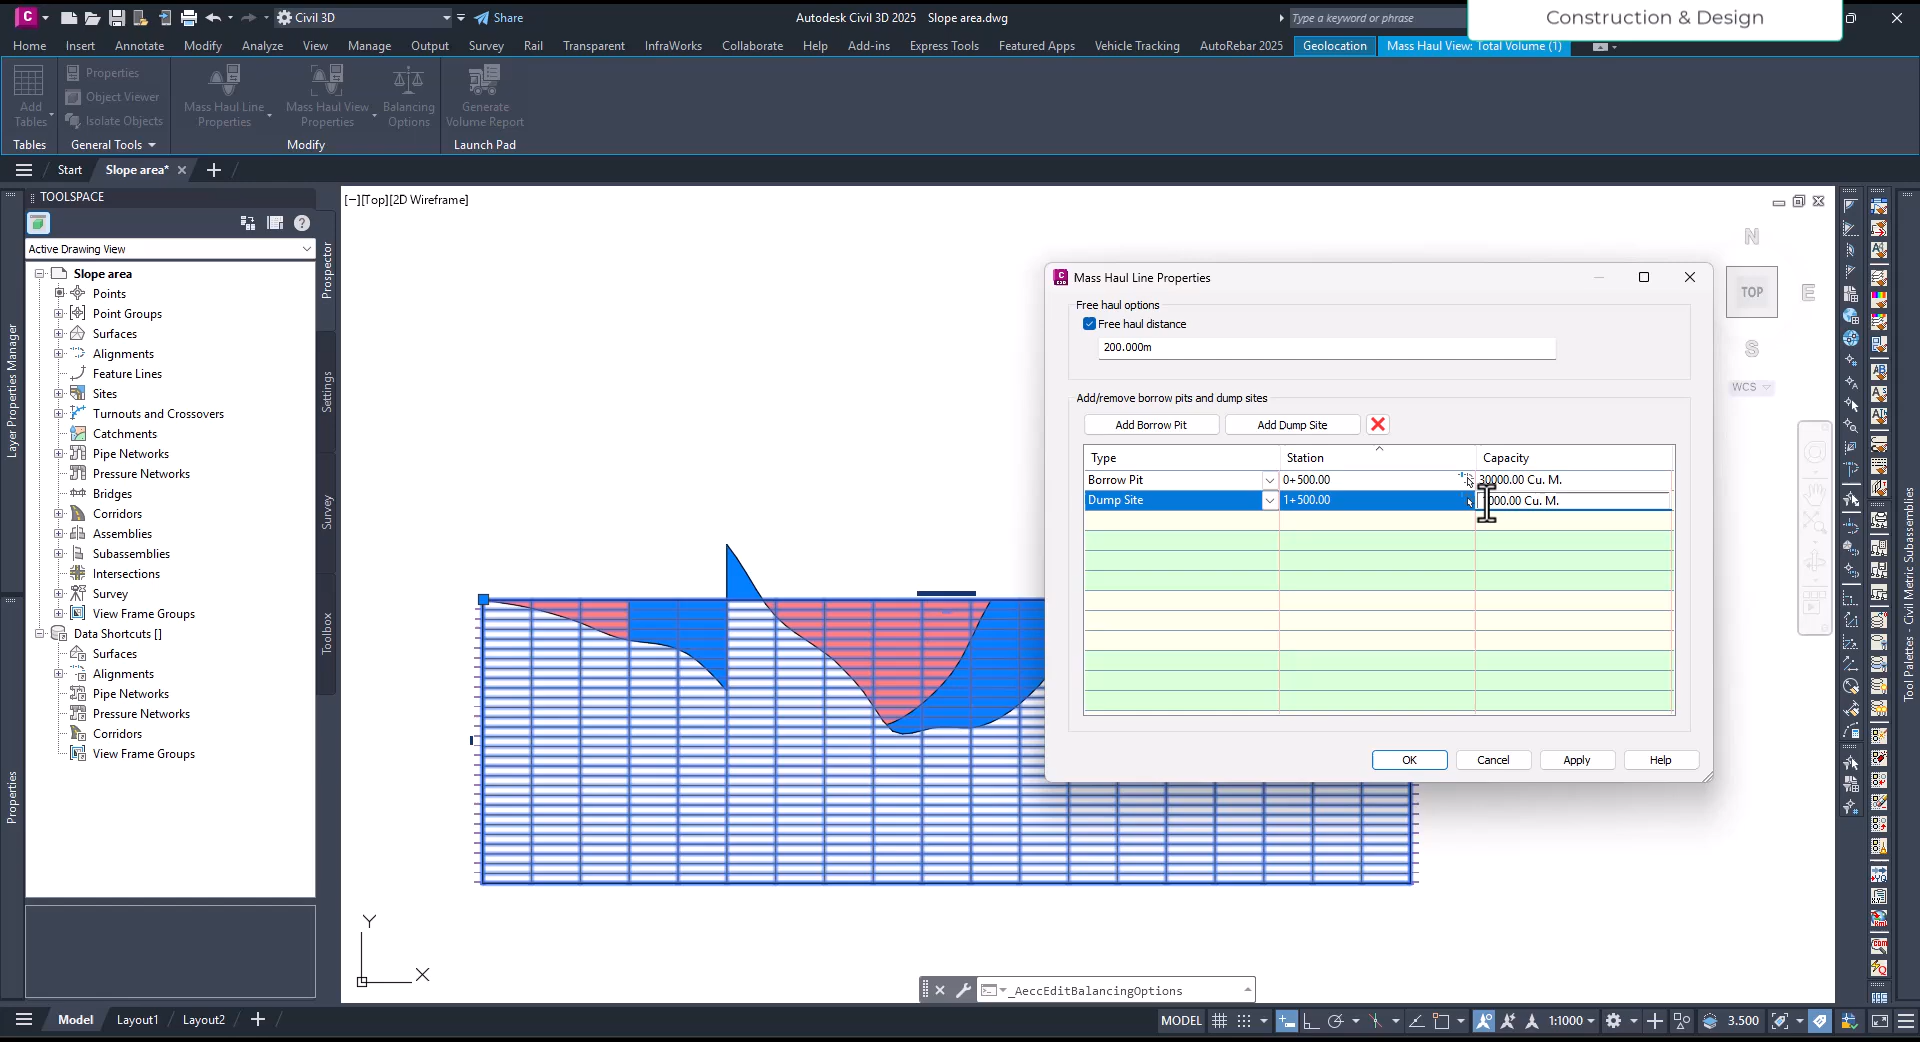 Civil 3D
Share
Autodesk Civil 3D 2025 Slope area.dwg
Type a keyword or phrase
Construction & Design
Home Insert Annotate Modify Analyze View Manage Output Survey Rail Transparent InfraWorks Collaborate Help Add-ins Express Tools Featured Apps Vehicle Tracking AutoRebar 2025 Geolocation Mass Haul View: Total Volume (1)
Add
Tables
Properties
Object Viewer
Isolate Objects
Mass Haul Line
Properties
Mass Haul View
Properties
Balancing
Options
Generate
Volume Report
Tables
General Tools
Modify
Launch Pad
Start
Slope area*
TOOLSPACE
Active Drawing View
Slope area
Points
Point Groups
Surfaces
Alignments
Feature Lines
Sites
Turnouts and Crossovers
Catchments
Pipe Networks
Pressure Networks
Bridges
Corridors
Assemblies
Subassemblies
Intersections
Survey
View Frame Groups
Data Shortcuts []
Surfaces
Alignments
Pipe Networks
Pressure Networks
Corridors
View Frame Groups
Layer Properties Manager
Properties
Prospector
Settings
Survey
Toolbox
[−][Top][2D Wireframe]
N
TOP
E
S
WCS
Mass Haul Line Properties
Free haul options
Free haul distance
200.000m
Add/remove borrow pits and dump sites
Add Borrow Pit
Add Dump Site
Type Station Capacity
Borrow Pit 0+500.00 30000.00 Cu. M.
Dump Site 1+500.00 000.00 Cu. M.
OK
Cancel
Apply
Help
Y
X
_AeccEditBalancingOptions
Tool Palettes - Civil Metric Subassemblies
Model
Layout1
Layout2
MODEL
1:1000
3.500